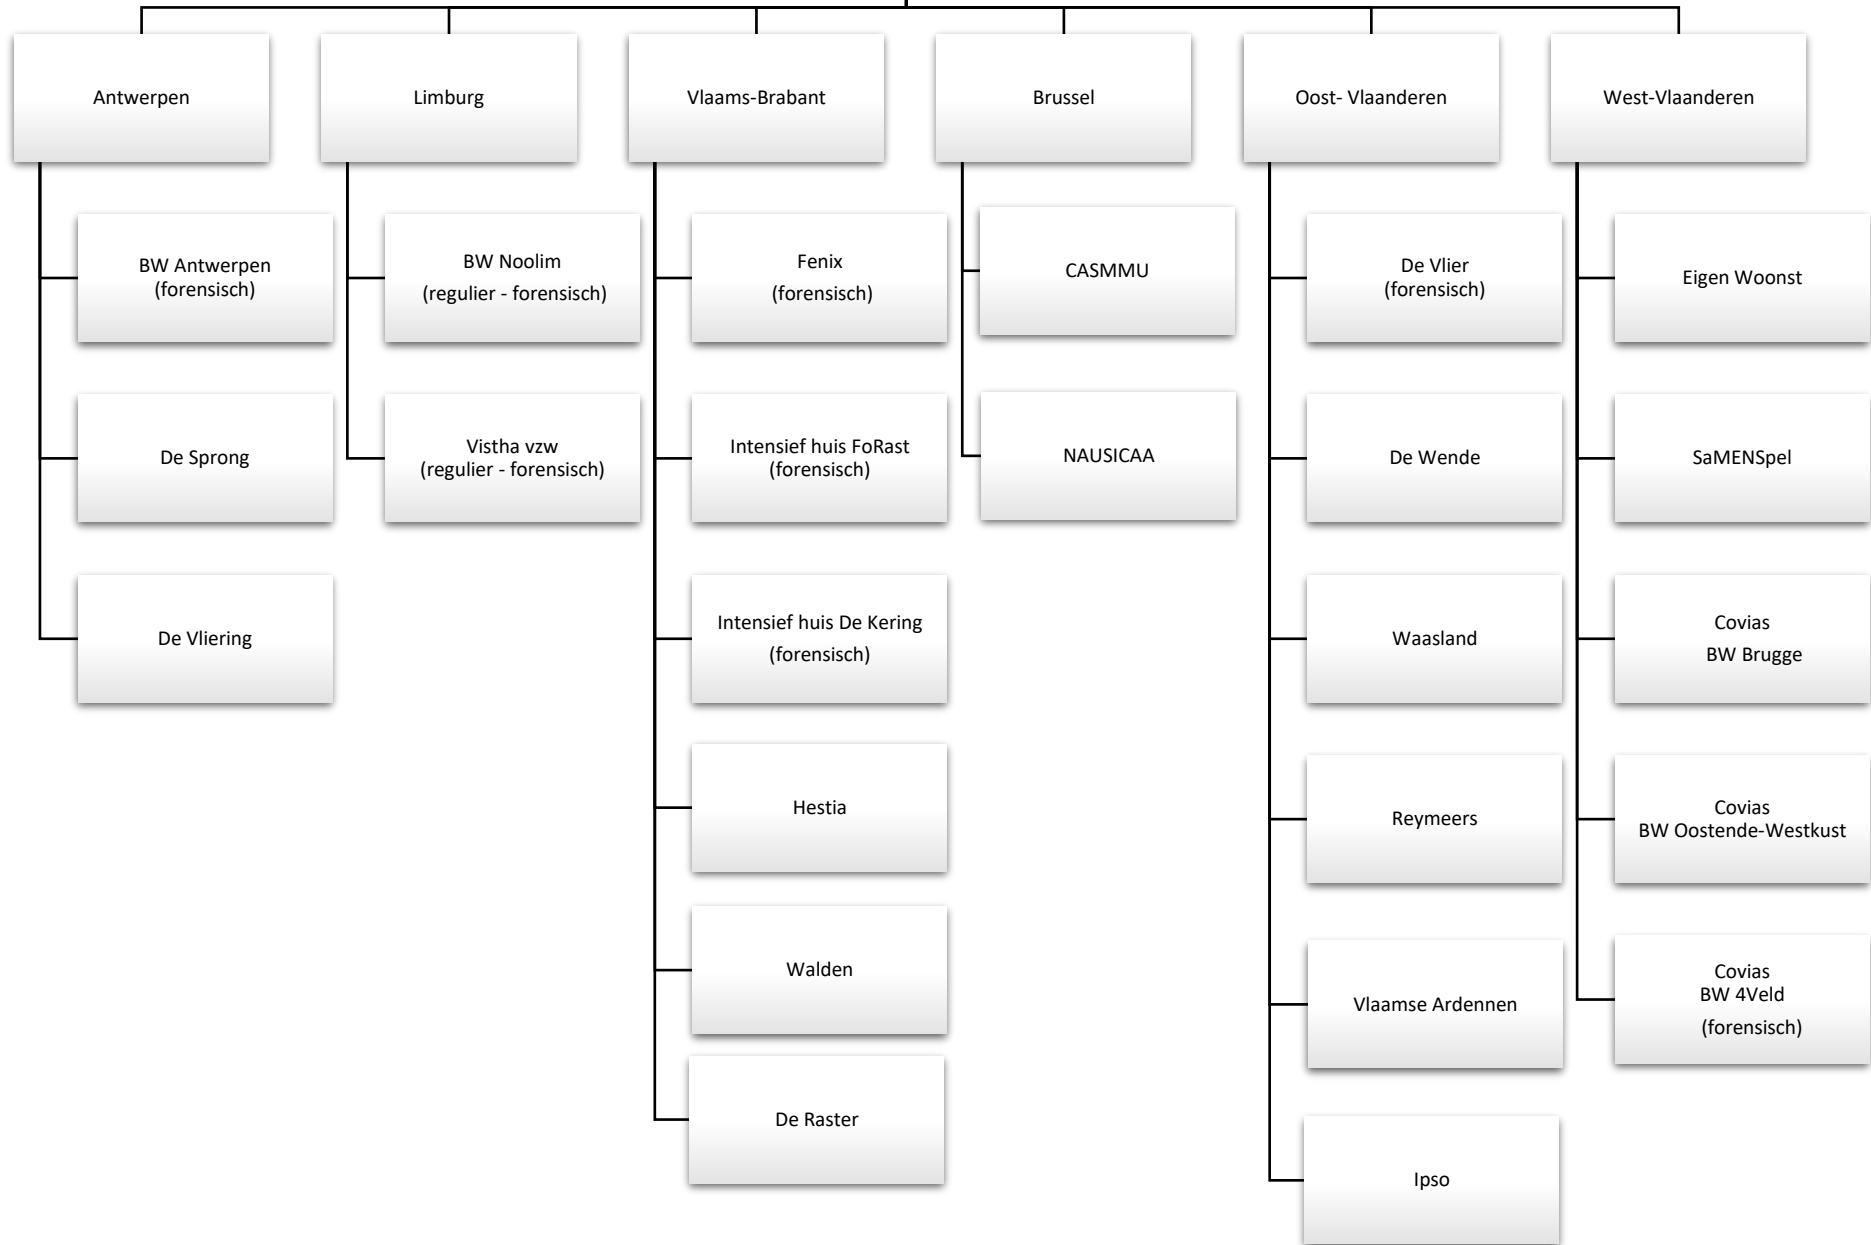 Antwerpen
BW Antwerpen
(forensisch)
De Sprong
De Vliering
Limburg
BW Noolim
(regulier - forensisch)
Vistha vzw
(regulier - forensisch)
Vlaams-Brabant
Fenix
(forensisch)
Intensief huis FoRast
(forensisch)
Intensief huis De Kering
(forensisch)
Hestia
Walden
De Raster
Brussel
CASMMU
NAUSICAA
Oost- Vlaanderen
De Vlier
(forensisch)
De Wende
Waasland
Reymeers
Vlaamse Ardennen
Ipso
West-Vlaanderen
Eigen Woonst
SaMENSpel
Covias
BW Brugge
Covias
BW Oostende-Westkust
Covias
BW 4Veld
(forensisch)